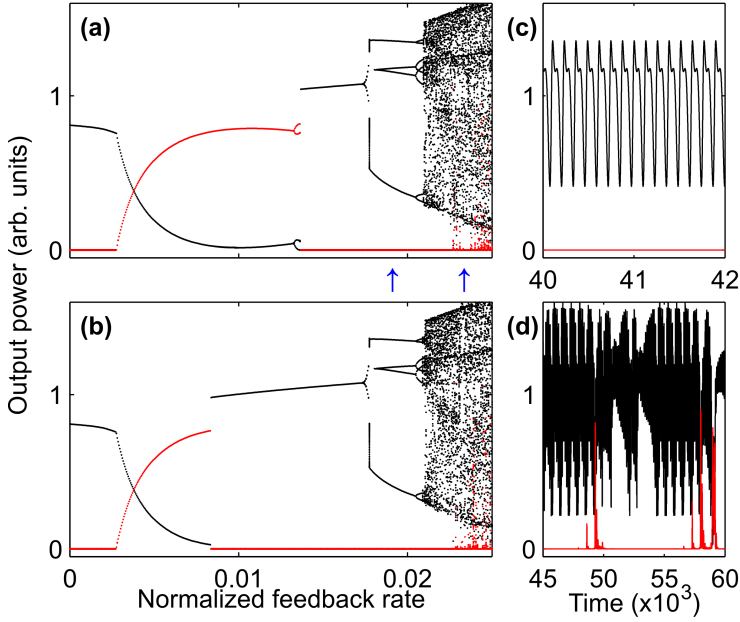 (a)
(c)
1
1
0
0
40
41
42
Output power (arb. units)
(b)
(d)
1
1
0
0
0
0.01
0.02
45
50
55
60
Normalized feedback rate
Time (x10³)